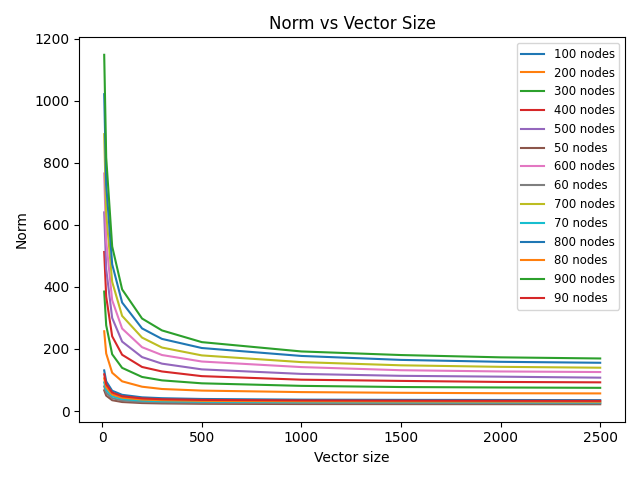 Norm vs Vector Size
1200
1000
800
600
400
200
0
Norm
0
500
1000
1500
2000
2500
Vector size
100 nodes
200 nodes
300 nodes
400 nodes
500 nodes
50 nodes
600 nodes
60 nodes
700 nodes
70 nodes
800 nodes
80 nodes
900 nodes
90 nodes